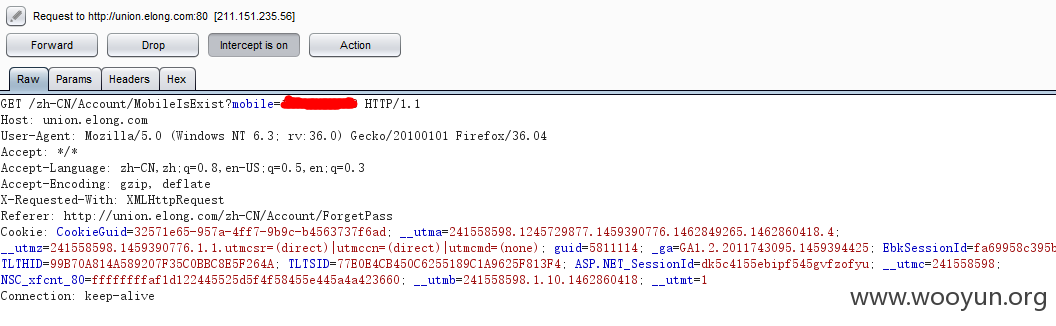 Request to http://union.elong.com:80 [211.151.235.56]
Forward Drop Intercept is on Action
Raw Params Headers Hex
GET /zh-CN/Account/MobileIsExist?mobile= HTTP/1.1
Host: union.elong.com
User-Agent: Mozilla/5.0 (Windows NT 6.3; rv:36.0) Gecko/20100101 Firefox/36.04
Accept: */*
Accept-Language: zh-CN,zh;q=0.8,en-US;q=0.5,en;q=0.3
Accept-Encoding: gzip, deflate
X-Requested-With: XMLHttpRequest
Referer: http://union.elong.com/zh-CN/Account/ForgetPass
Cookie: CookieGuid=32571e65-957a-4ff7-9b9c-b4563737f6ad; __utma=241558598.1245729877.1459390776.1462849265.1462860418.4;
__utmz=241558598.1459390776.1.1.utmcsr=(direct)|utmccn=(direct)|utmcmd=(none); guid=5811114; _ga=GA1.2.2011743095.1459394425; EbkSessionId=fa69958c395b
TLTHID=99B70A814A589207F35C0BBC8E5F264A; TLTSID=77E0E4CB450C6255189C1A9625F813F4; ASP.NET_SessionId=dk5c4155ebipf545gvfzofyu; __utmc=241558598;
NSC_xfcnt_80=ffffffffaf1d122445525d5f4f58455e445a4a423660; __utmb=241558598.1.10.1462860418; __utmt=1
Connection: keep-alive
www.wooyun.org